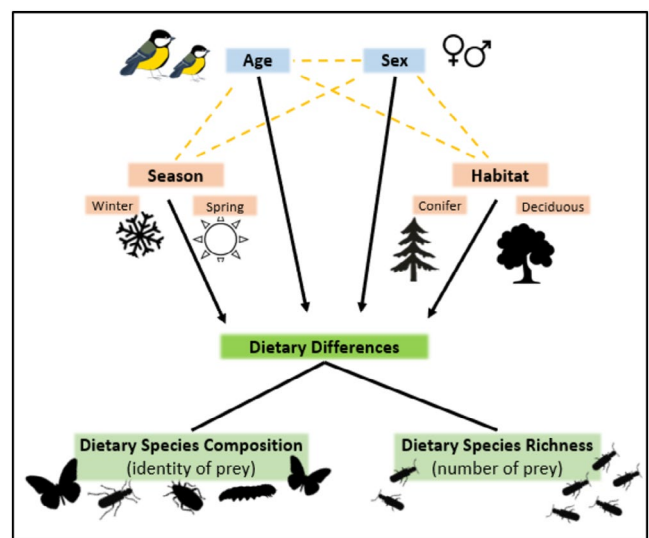 Age
Sex
Season
Habitat
Winter
Spring
Conifer
Deciduous
Dietary Differences
Dietary Species Composition
(identity of prey)
Dietary Species Richness
(number of prey)